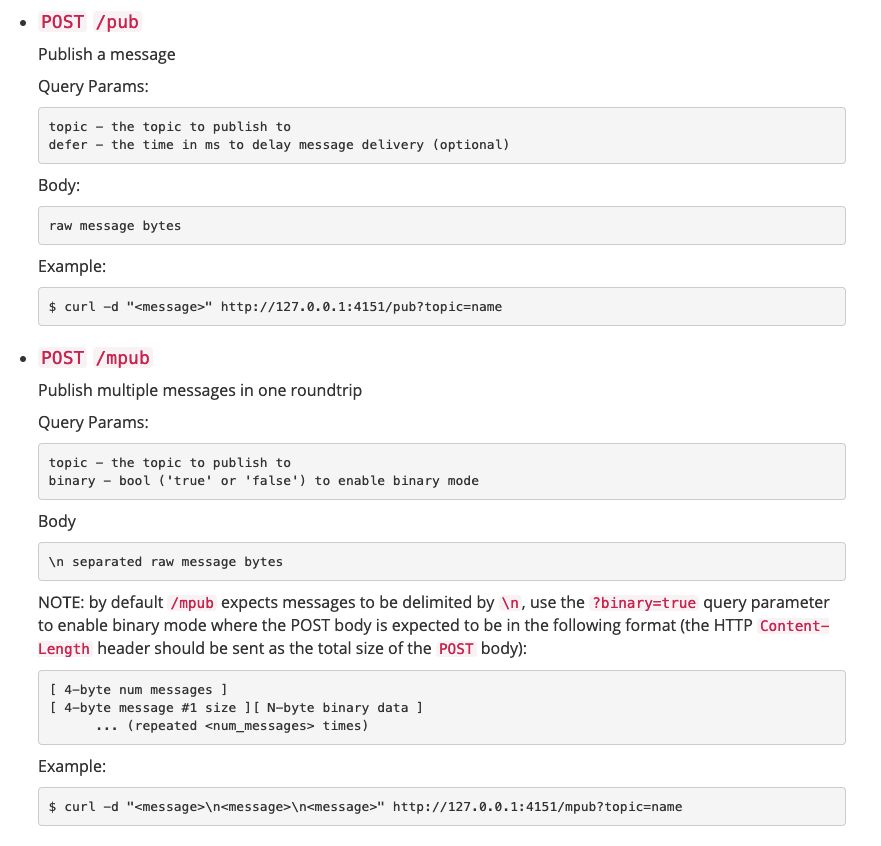 POST /pub
Publish a message
Query Params:
topic – the topic to publish to
defer – the time in ms to delay message delivery (optional)
Body:
raw message bytes
Example:
$ curl –d "<message>" http://127.0.0.1:4151/pub?topic=name
POST /mpub
Publish multiple messages in one roundtrip
Query Params:
topic – the topic to publish to
binary – bool ('true' or 'false') to enable binary mode
Body
\n separated raw message bytes
NOTE: by default /mpub expects messages to be delimited by \n, use the ?binary=true query parameter
to enable binary mode where the POST body is expected to be in the following format (the HTTP Content–
Length header should be sent as the total size of the POST body):
[ 4–byte num messages ]
[ 4–byte message #1 size ][ N–byte binary data ]
... (repeated <num_messages> times)
Example:
$ curl –d "<message>\n<message>\n<message>" http://127.0.0.1:4151/mpub?topic=name